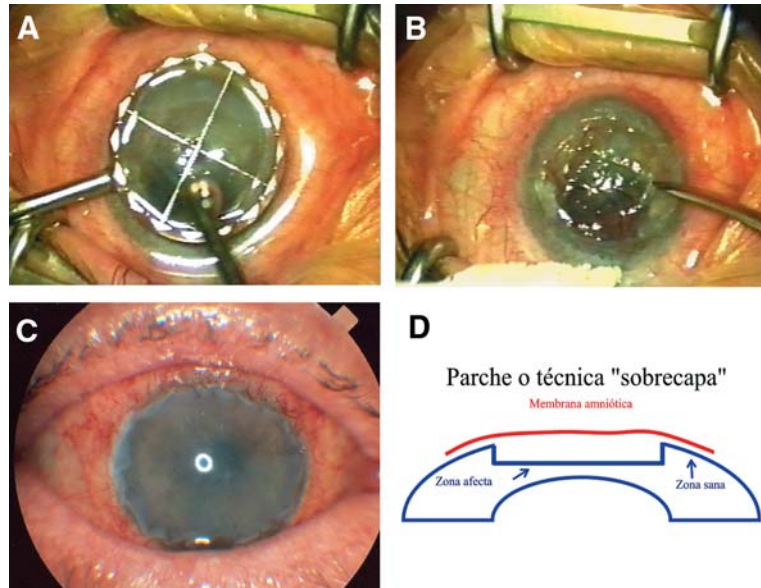 A
B
C
D
Parche o técnica "sobrecapa"
Membrana amniótica
Zona afecta
Zona sana